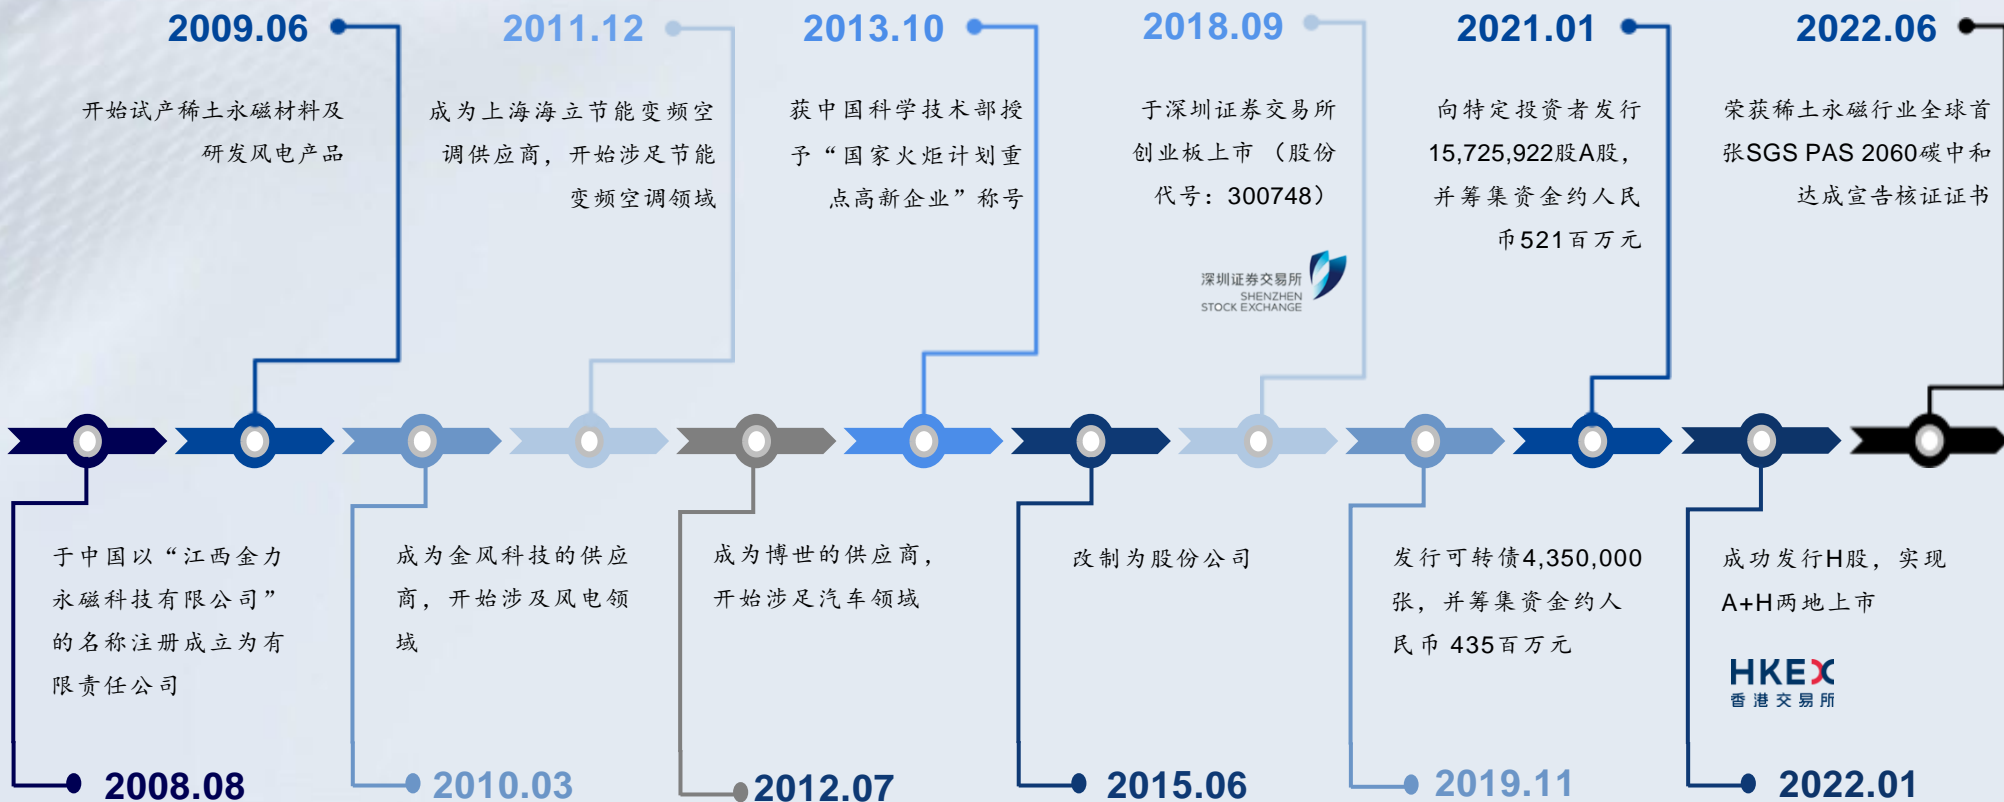 2009.06
开始试产稀土永磁材料及
研发风电产品
2011.12
成为上海海立节能变频空
调供应商，开始涉足节能
变频空调领域
2013.10
获中国科学技术部授
予“国家火炬计划重
点高新企业”称号
2018.09
于深圳证券交易所
创业板上市 （股份
代号：300748）
深圳证券交易所
SHENZHEN
STOCK EXCHANGE
2021.01
向特定投资者发行
15,725,922股A股，
并筹集资金约人民
币521百万元
2022.06
荣获稀土永磁行业全球首
张SGS PAS 2060碳中和
达成宣告核证证书
于中国以“江西金力
永磁科技有限公司”
的名称注册成立为有
限责任公司
2008.08
成为金风科技的供应
商，开始涉及风电领
域
2010.03
成为博世的供应商，
开始涉足汽车领域
2012.07
改制为股份公司
2015.06
发行可转债4,350,000
张，并筹集资金约人
民币 435百万元
2019.11
成功发行H股，实现
A+H两地上市
HKEX
香港交易所
2022.01